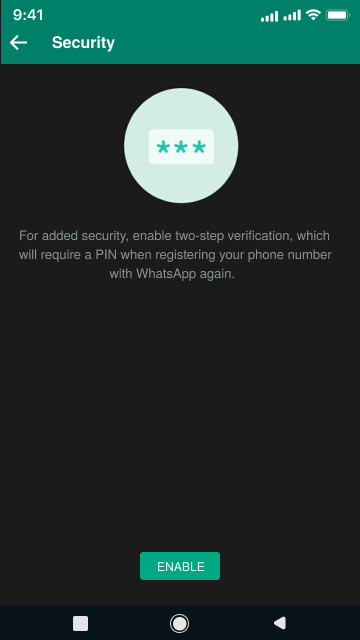 9:41
Security
***
For added security, enable two-step verification, which
will require a PIN when registering your phone number
with WhatsApp again.
ENABLE